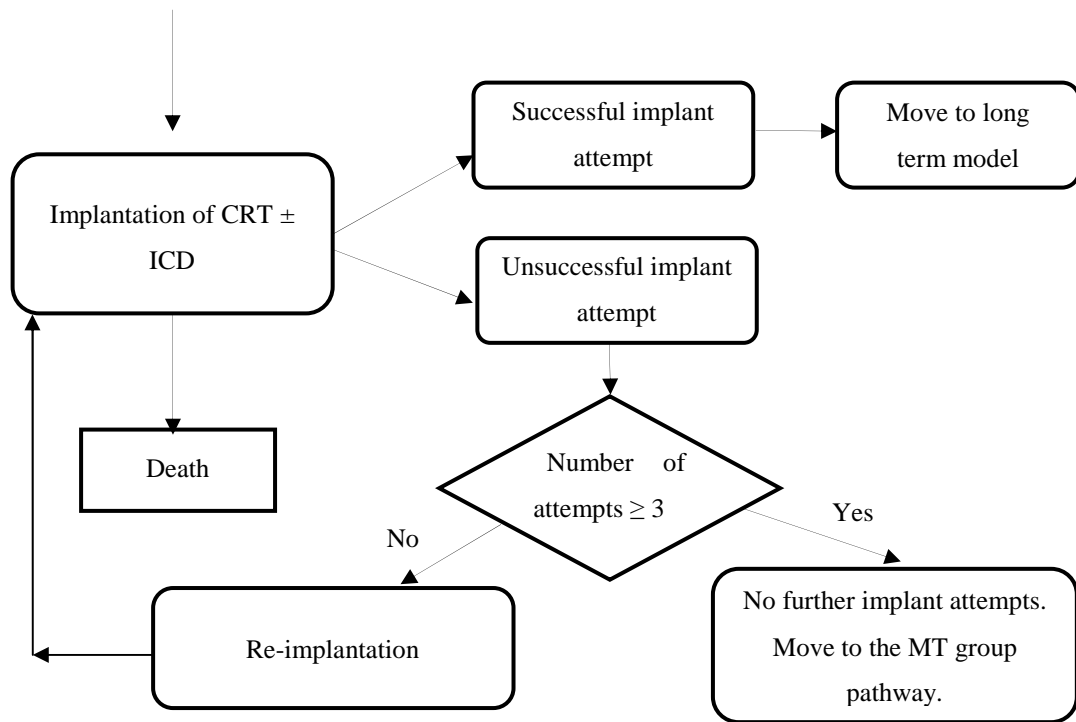 Successful implant
attempt
Move to long
term model
Implantation of CRT ±
ICD
Unsuccessful implant
attempt
Death
Number of
attempts ≥ 3
No
Yes
Re-implantation
No further implant attempts.
Move to the MT group
pathway.